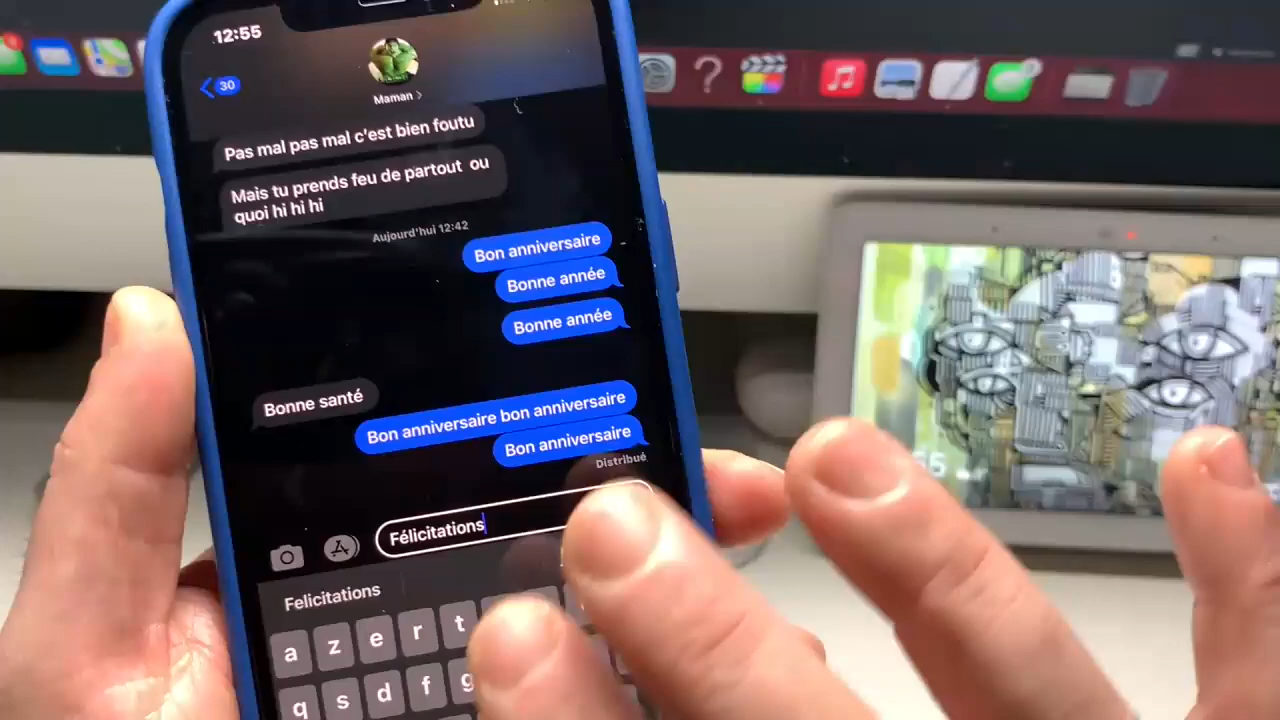 12:55
30
Maman
Pas mal pas mal c'est bien foutu
Mais tu prends feu de partout ou
quoi hi hi hi
Aujourd'hui 12:42
Bon anniversaire
Bonne année
Bonne année
Bonne santé
Bon anniversaire bon anniversaire
Bon anniversaire
Distribué
Félicitations
Felicitations
a z e r t
q s d f g